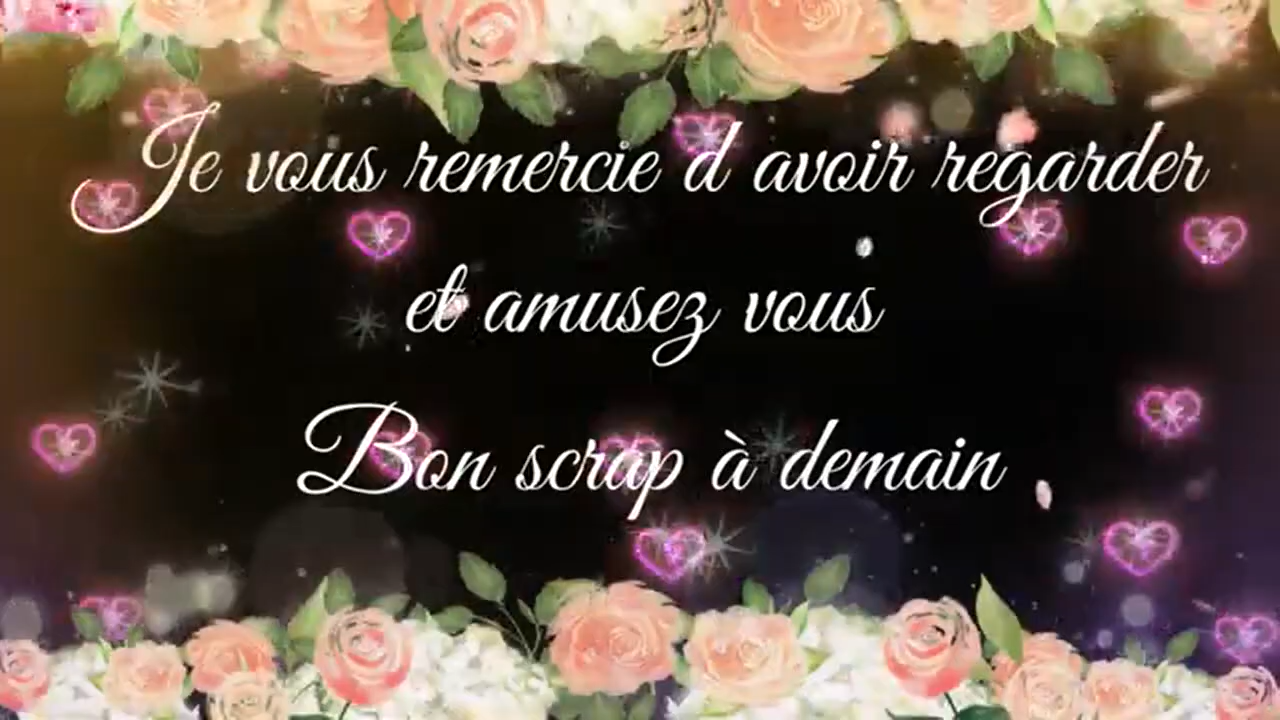 Je vous remercie d avoir regarder
et amusez vous
Bon scrap à demain